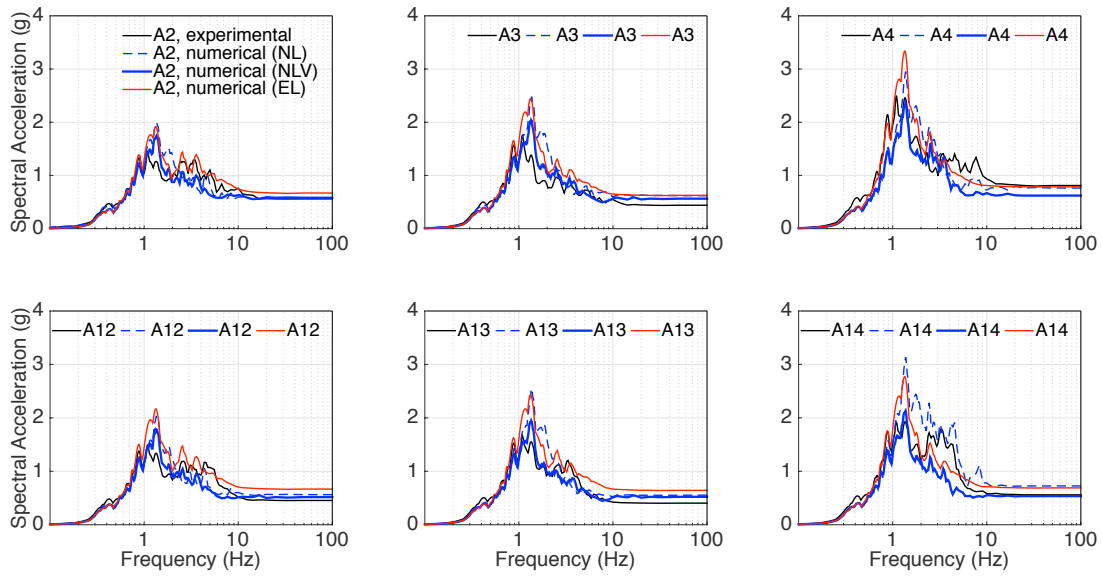 Spectral Acceleration (g)
4
3
2
1
0
A2, experimental
A2, numerical (NL)
A2, numerical (NLV)
A2, numerical (EL)
1 10 100
4
3
2
1
0
A3 A3 A3 A3
1 10 100
4
3
2
1
0
A4 A4 A4 A4
1 10 100
Spectral Acceleration (g)
4
3
2
1
0
A12 A12 A12 A12
1 10 100
Frequency (Hz)
4
3
2
1
0
A13 A13 A13 A13
1 10 100
Frequency (Hz)
4
3
2
1
0
A14 A14 A14 A14
1 10 100
Frequency (Hz)